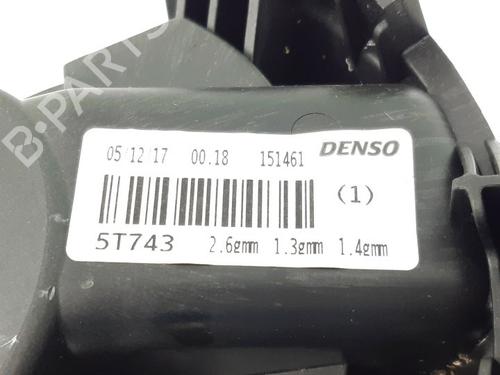 B-PARTS
05/12/17 00.18 151461 DENSO
(1)
5T743 2.6gmm 1.3gmm 1.4gmm